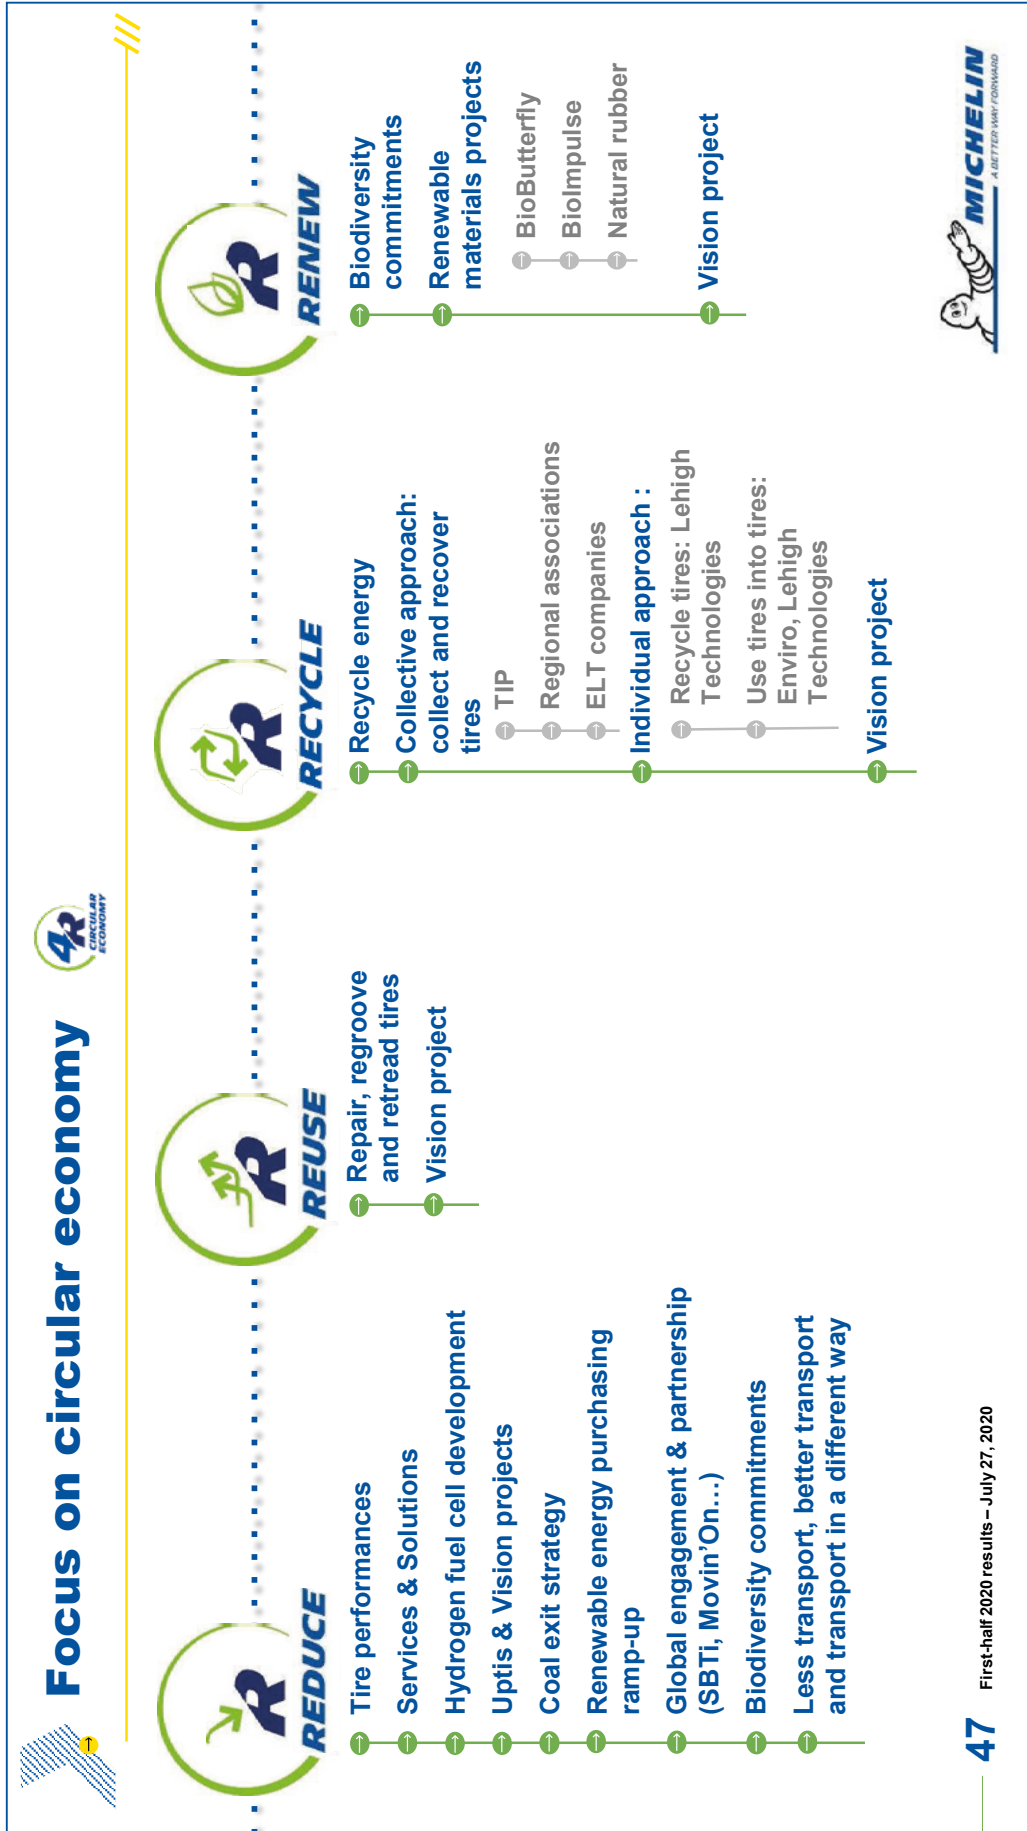 Focus on circular economy
4R
CIRCULAR
ECONOMY
R
REDUCE
Tire performances
Services & Solutions
Hydrogen fuel cell development
Uptis & Vision projects
Coal exit strategy
Renewable energy purchasing
ramp-up
Global engagement & partnership
(SBTi, Movin’On…)
Biodiversity commitments
Less transport, better transport
and transport in a different way
R
REUSE
Repair, regroove
and retread tires
Vision project
R
RECYCLE
Recycle energy
Collective approach:
collect and recover
tires
TIP
Regional associations
ELT companies
Individual approach :
Recycle tires: Lehigh
Technologies
Use tires into tires:
Enviro, Lehigh
Technologies
Vision project
R
RENEW
Biodiversity
commitments
Renewable
materials projects
BioButterfly
BioImpulse
Natural rubber
Vision project
47
First-half 2020 results – July 27, 2020
MICHELIN
A BETTER WAY FORWARD